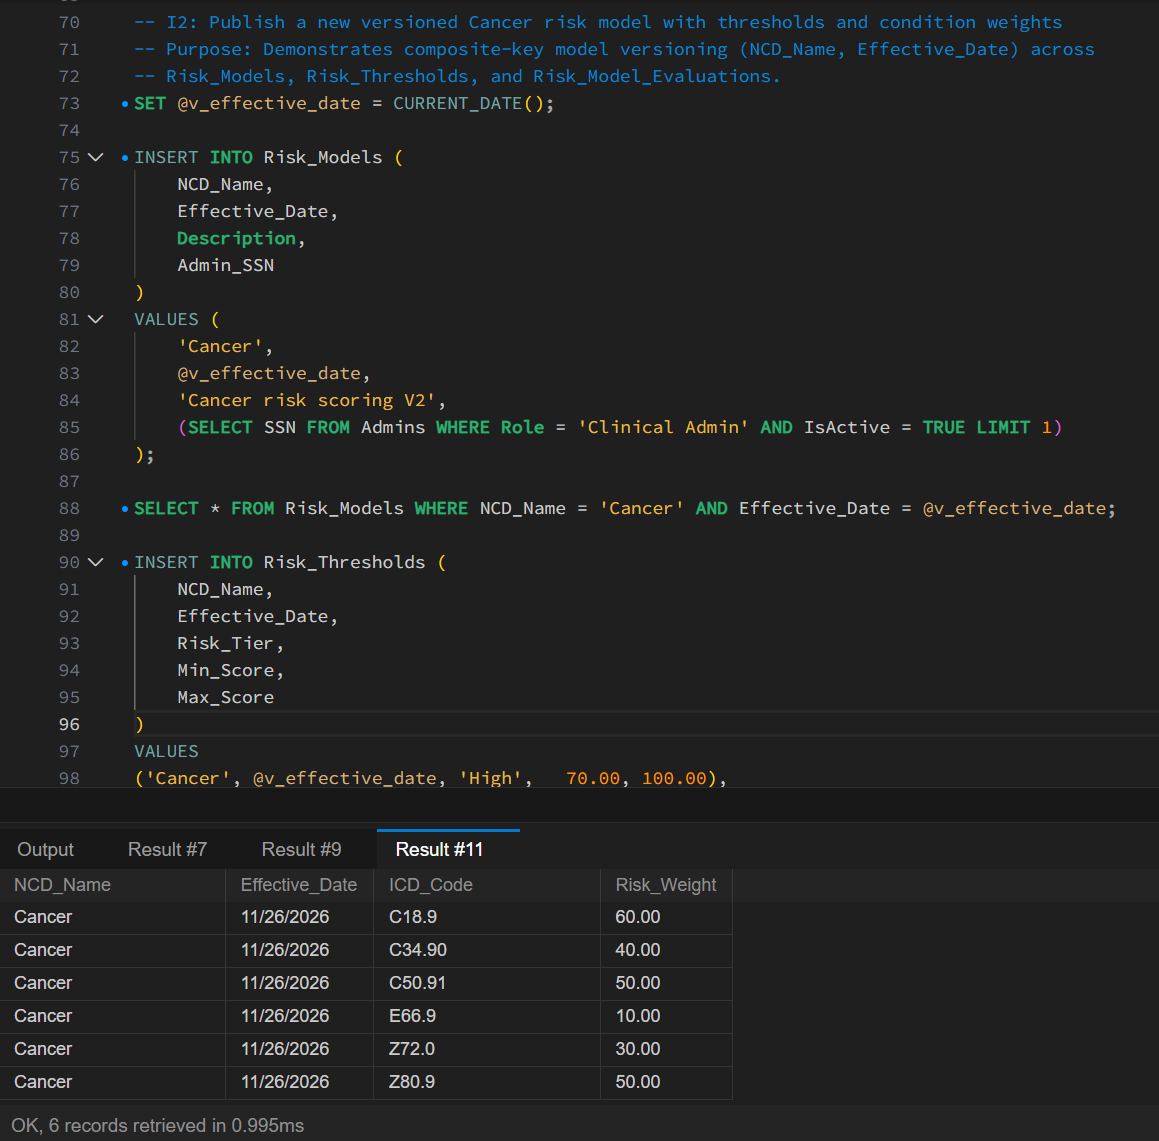 70 -- I2: Publish a new versioned Cancer risk model with thresholds and condition weights
71 -- Purpose: Demonstrates composite-key model versioning (NCD_Name, Effective_Date) across
72 -- Risk_Models, Risk_Thresholds, and Risk_Model_Evaluations.
73 SET @v_effective_date = CURRENT_DATE();
74
75 INSERT INTO Risk_Models (
76 NCD_Name,
77 Effective_Date,
78 Description,
79 Admin_SSN
80 )
81 VALUES (
82 'Cancer',
83 @v_effective_date,
84 'Cancer risk scoring V2',
85 (SELECT SSN FROM Admins WHERE Role = 'Clinical Admin' AND IsActive = TRUE LIMIT 1)
86 );
87
88 SELECT * FROM Risk_Models WHERE NCD_Name = 'Cancer' AND Effective_Date = @v_effective_date;
89
90 INSERT INTO Risk_Thresholds (
91 NCD_Name,
92 Effective_Date,
93 Risk_Tier,
94 Min_Score,
95 Max_Score
96 )
97 VALUES
98 ('Cancer', @v_effective_date, 'High', 70.00, 100.00),
Output Result #7 Result #9 Result #11
NCD_Name Effective_Date ICD_Code Risk_Weight
Cancer 11/26/2026 C18.9 60.00
Cancer 11/26/2026 C34.90 40.00
Cancer 11/26/2026 C50.91 50.00
Cancer 11/26/2026 E66.9 10.00
Cancer 11/26/2026 Z72.0 30.00
Cancer 11/26/2026 Z80.9 50.00
OK, 6 records retrieved in 0.995ms